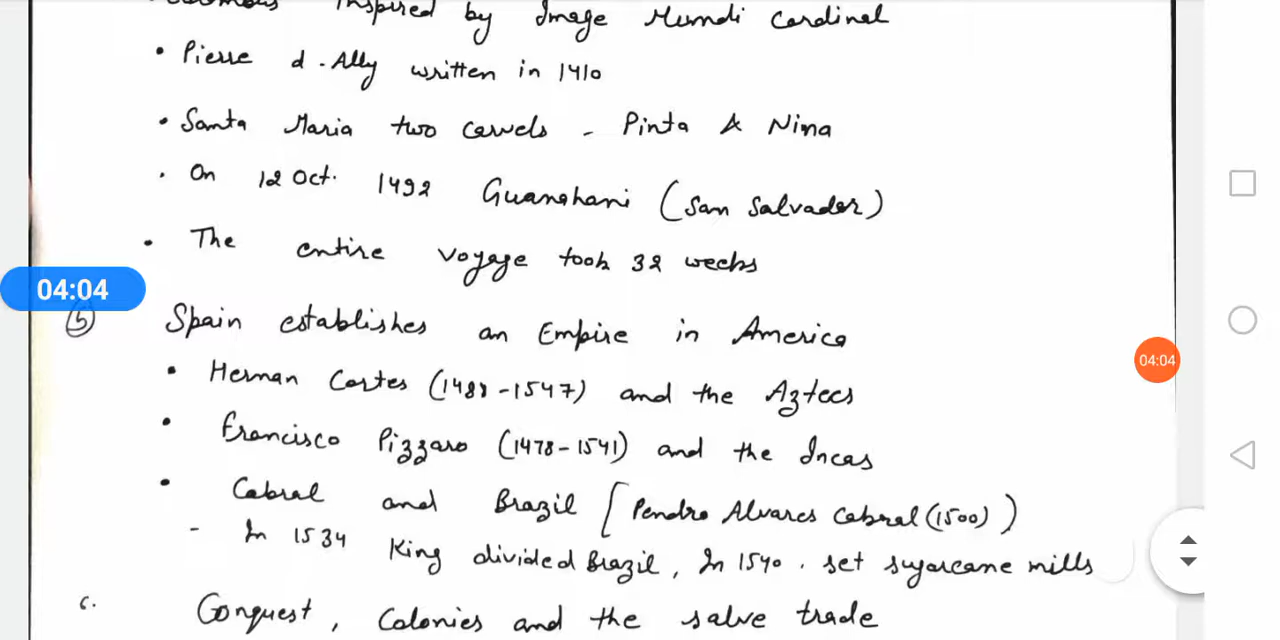 inspired by Image Mumdi Cardinal
• Pierre d. Ally written in 1410
• Santa Maria two carvels - Pinta & Nina
• On 12 Oct. 1492 Guanahani (San Salvador)
• The entire voyage took 32 weeks
04:04
5 Spain establishes an Empire in America
• Hernan Cortes (1488-1547) and the Aztecs
04:04
• Francisco Pizzaro (1478-1541) and the Incas
• Cabral and Brazil [Pendro Alvares Cabral (1500))
- In 1534 King divided Brazil, In 1540. set sugarcane mills
c. Conquest, Colonies and the salve trade